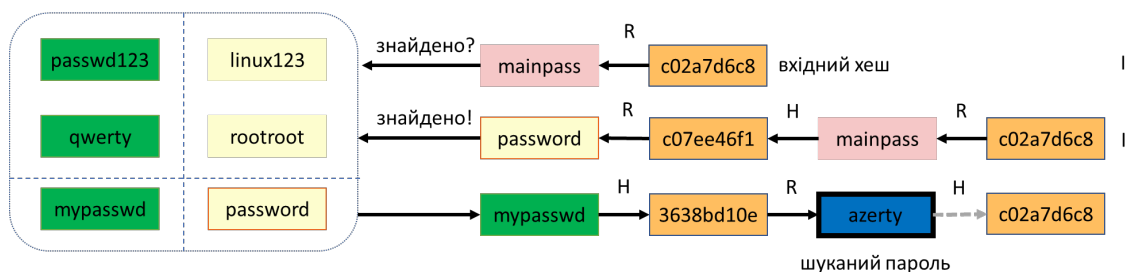 passwd123 linux123 знайдено? mainpass R c02a7d6c8 вхідний хеш I
qwerty rootroot знайдено! password R c07ee46f1 H mainpass R c02a7d6c8 I
mypasswd password mypasswd H 3638bd10e R azerty H c02a7d6c8
шуканий пароль